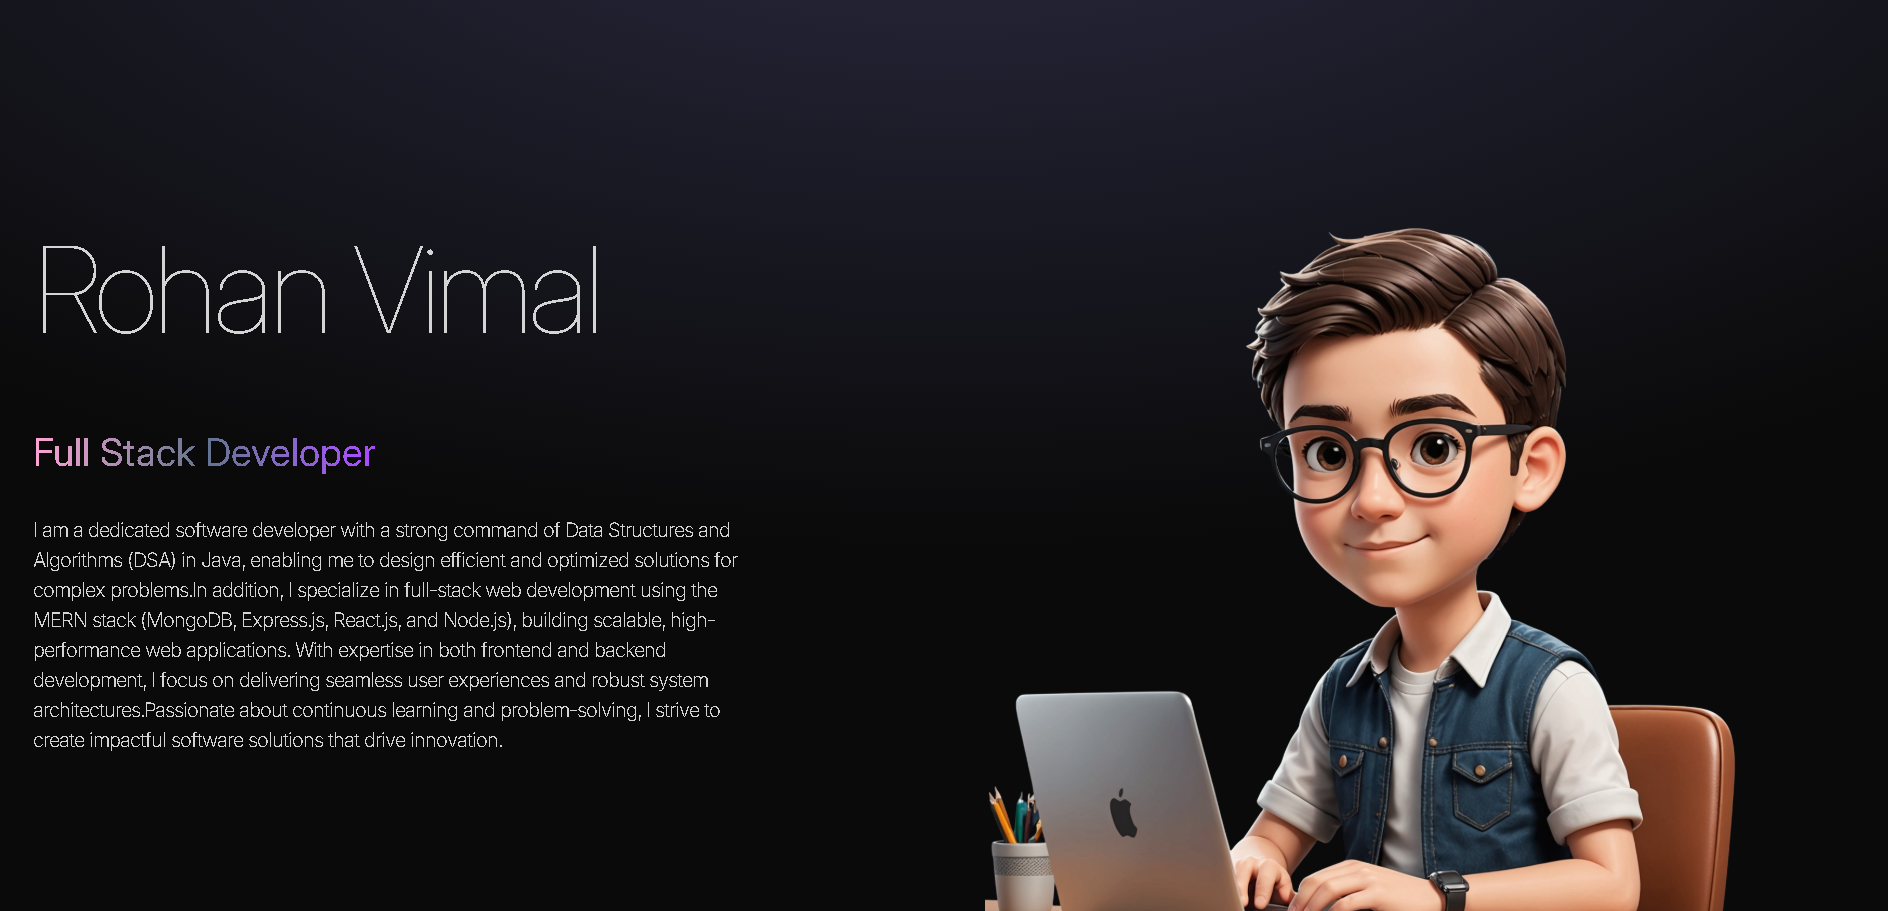 Rohan Vimal
Full Stack Developer
I am a dedicated software developer with a strong command of Data Structures and
Algorithms (DSA) in Java, enabling me to design efficient and optimized solutions for
complex problems.In addition, I specialize in full-stack web development using the
MERN stack (MongoDB, Express.js, React.js, and Node.js), building scalable, high-
performance web applications. With expertise in both frontend and backend
development, I focus on delivering seamless user experiences and robust system
architectures.Passionate about continuous learning and problem-solving, I strive to
create impactful software solutions that drive innovation.